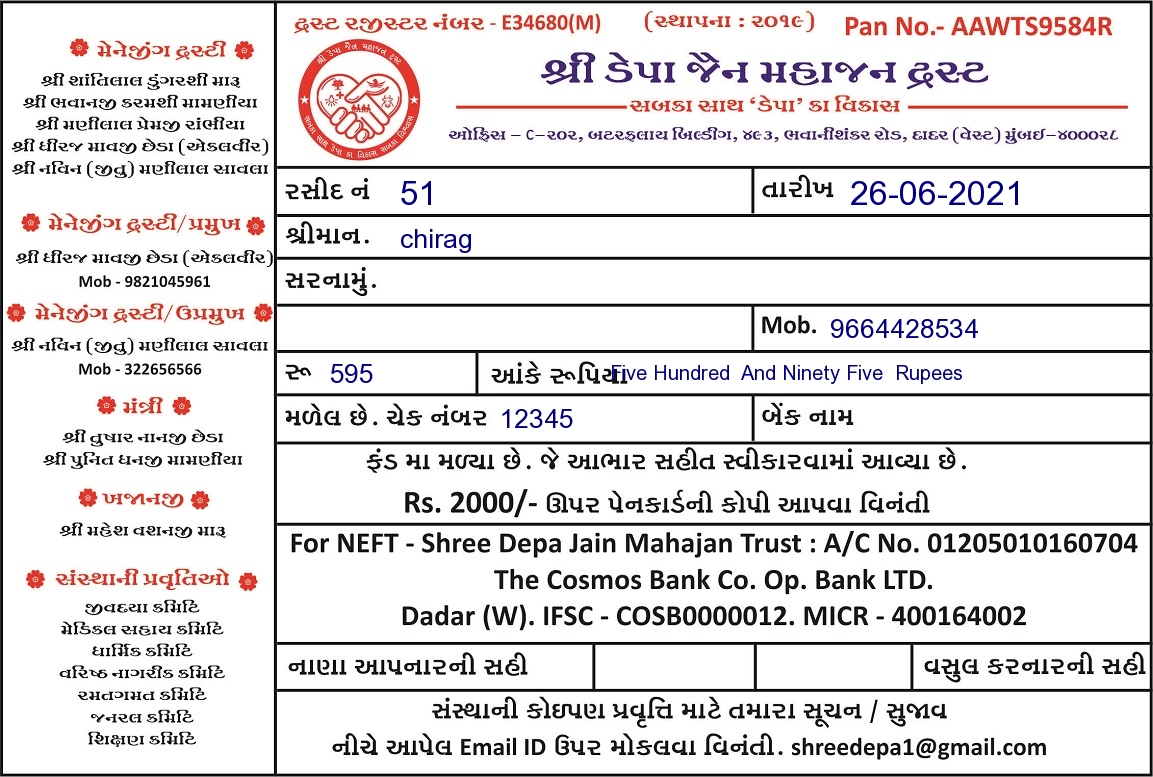 મેનેજીંગ ટ્રસ્ટી
શ્રી શાંતિલાલ ડુંગરશી મારૂ
શ્રી ભવાનજી કરમશી મામણીયા
શ્રી મણીલાલ પ્રેમજી રાંભીયા
શ્રી ધીરજ માવજી છેડા (એકલવીર)
શ્રી નવિન (જીતુ) મણીલાલ સાવલા
મેનેજીંગ ટ્રસ્ટી/પ્રમુખ
શ્રી ધીરજ માવજી છેડા (એકલવીર)
Mob - 9821045961
મેનેજીંગ ટ્રસ્ટી/ઉપ્રમુખ
શ્રી નવિન (જીતુ) મણીલાલ સાવલા
Mob - 322656566
મંત્રી
શ્રી તુષાર નાનજી છેડા
શ્રી પુનિત ધનજી મામણીયા
ખજાનજી
શ્રી મહેશ વશનજી મારૂ
સંસ્થાની પ્રવૃતિઓ
જીવદયા કમિટિ
મેડિકલ સહાય કમિટિ
ધાર્મિક કમિટિ
વરિષ્ઠ નાગરીક કમિટિ
રમતગમત કમિટિ
જનરલ કમિટિ
શિક્ષણ કમિટિ
ટ્રસ્ટ રજીસ્ટર નંબર - E34680(M) (સ્થાપના : ૨૦૧૯) Pan No.- AAWTS9584R
શ્રી ડેપા જૈન મહાજન ટ્રસ્ટ
સબકા સાથ ‘ડેપા’ કા વિકાસ
ઓફિસ – C-૨૦૨, બટરફલાય બિલ્ડીંગ, ૪૯૩, ભવાનીશંકર રોડ, દાદર (વેસ્ટ) મુંબઇ-૪૦૦૦૨૮
રસીદ નં 51 તારીખ 26-06-2021
શ્રીમાન. chirag
સરનામું.
Mob. 9664428534
રૂ 595 આંકે રૂપિયા Five Hundred And Ninety Five Rupees
મળેલ છે. ચેક નંબર 12345 બેંક નામ
ફંડ મા મળ્યા છે. જે આભાર સહીત સ્વીકારવામાં આવ્યા છે.
Rs. 2000/- ઊપર પેનકાર્ડની કોપી આપવા વિનંતી
For NEFT - Shree Depa Jain Mahajan Trust : A/C No. 01205010160704
The Cosmos Bank Co. Op. Bank LTD.
Dadar (W). IFSC - COSB0000012. MICR - 400164002
નાણા આપનારની સહી વસુલ કરનારની સહી
સંસ્થાની કોઇપણ પ્રવૃત્તિ માટે તમારા સૂચન / સુજાવ
નીચે આપેલ Email ID ઉપર મોકલવા વિનંતી. shreedepa1@gmail.com